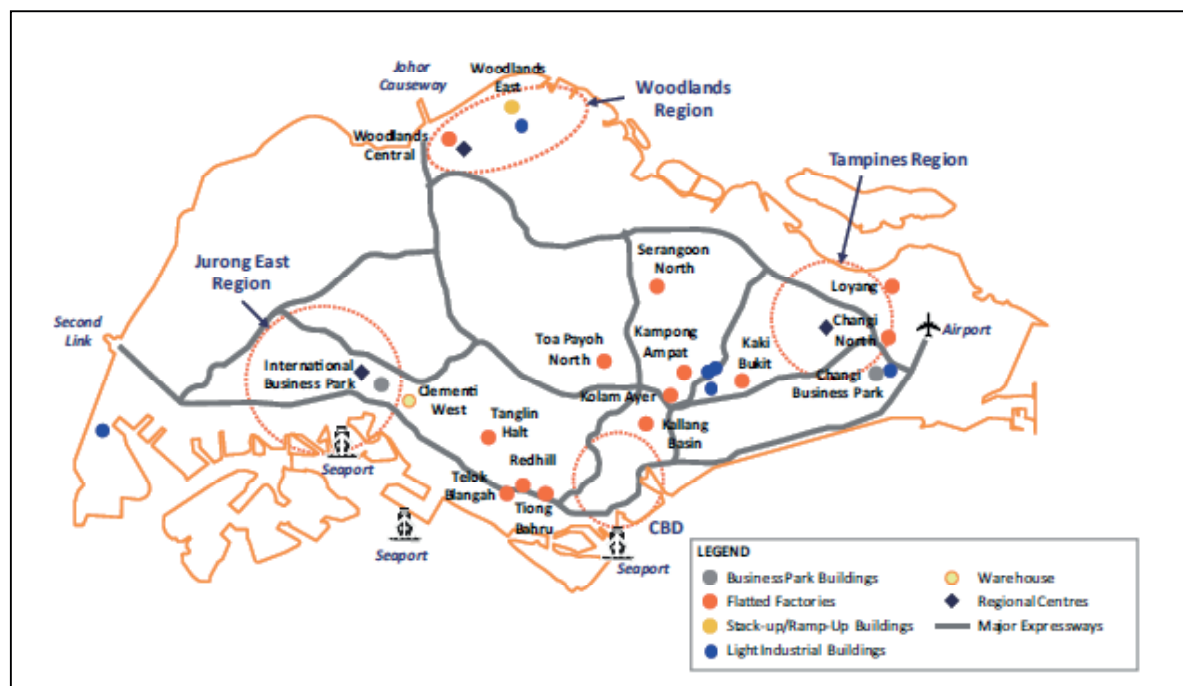 Johor
Causeway
Woodlands
East
Woodlands
Region
Woodlands
Central
Tampines Region
Jurong East
Region
Serangoon
North
Loyang
Second
Link
Toa Payoh
North
Kampong
Ampat
Kaki
Bukit
Changi
North
Airport
International
Business Park
Clementi
West
Kolam Ayer
Changi
Business Park
Tanglin
Halt
Kallang
Basin
Seaport
Redhill
Telok
Blangah
Tiong
Bahru
Seaport
CBD
Seaport
LEGEND
Business Park Buildings
Warehouse
Flatted Factories
Regional Centres
Stack-up/Ramp-Up Buildings
Major Expressways
Light Industrial Buildings